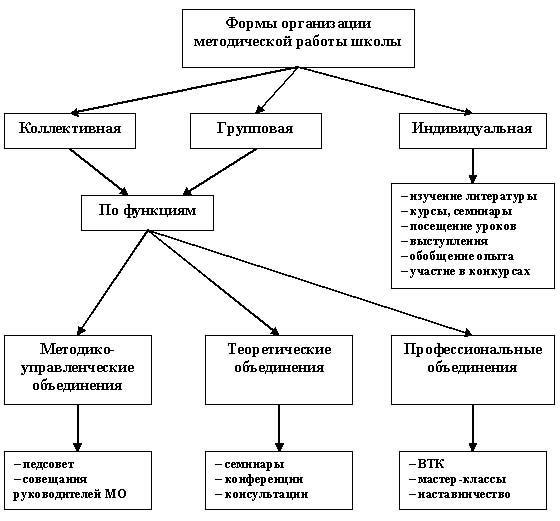 Формы организации
методической работы школы
Коллективная
Групповая
Индивидуальная
По функциям
– изучение литературы
– курсы, семинары
– посещение уроков
– выступления
– обобщение опыта
– участие в конкурсах
Методико-
управленческие
объединения
Теоретические
объединения
Профессиональные
объединения
– педсовет
– совещания
руководителей МО
– семинары
– конференции
– консультации
– ВТК
– мастер-классы
– наставничество